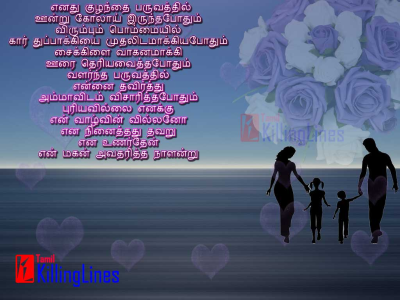 எனது குழந்தை பருவத்தில்
ஊன்று கோலாய் இருந்தபோதும்
விரும்பும் பொம்மையில்
கார் துப்பாக்கியை முதலிடமாக்கியபோதும்
சைக்கிளை வாகனமாக்கி
ஊரை தெரியவைத்தபோதும்
வளர்ந்த பருவத்தில்
என்னை தவிர்த்து
அம்மாவிடம் விசாரித்தபோதும்
புரியவில்லை எனக்கு
என் வாழ்வின் வில்லனோ
என நினைத்தது தவறு
என உணர்தேன்
என் மகன் அவதரித்த நாளன்று
Tamil
KillingLines
Tamil
KillingLines